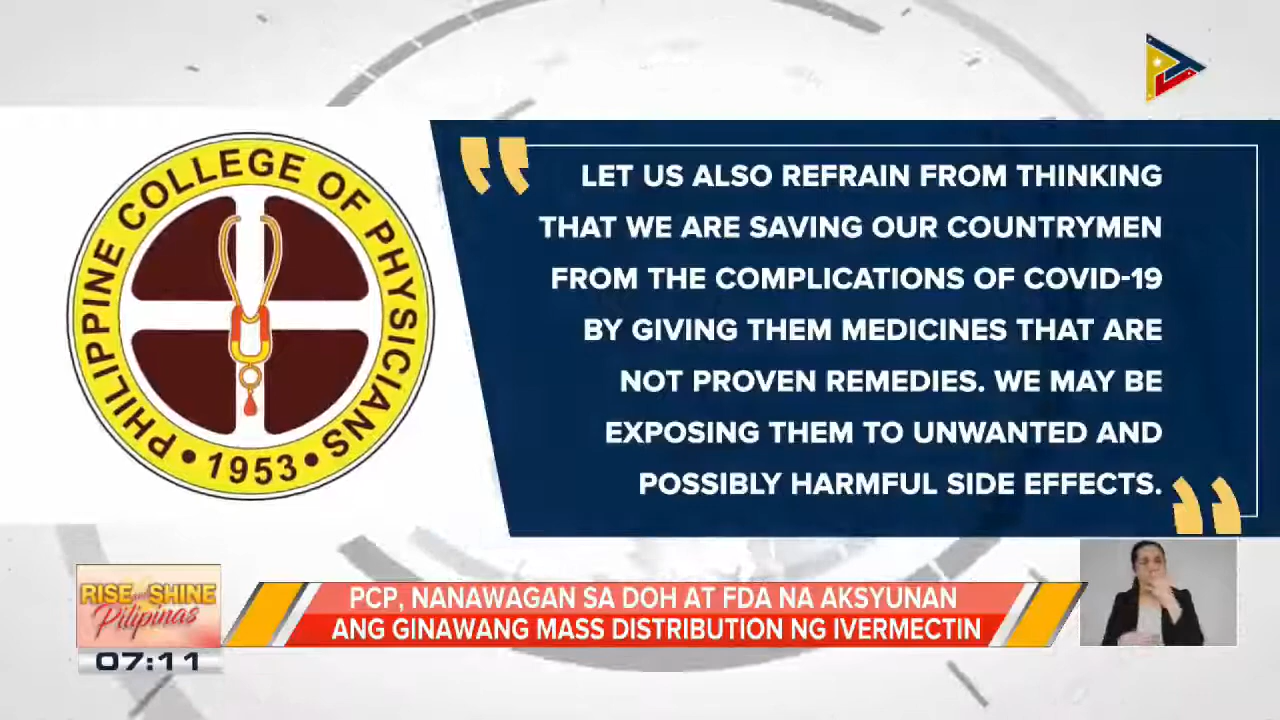 PHILIPPINE COLLEGE OF PHYSICIANS
• 1953 •
LET US ALSO REFRAIN FROM THINKING
THAT WE ARE SAVING OUR COUNTRYMEN
FROM THE COMPLICATIONS OF COVID-19
BY GIVING THEM MEDICINES THAT ARE
NOT PROVEN REMEDIES. WE MAY BE
EXPOSING THEM TO UNWANTED AND
POSSIBLY HARMFUL SIDE EFFECTS.
RISE and SHINE
Pilipinas
07:11
PCP, NANAWAGAN SA DOH AT FDA NA AKSYUNAN
ANG GINAWANG MASS DISTRIBUTION NG IVERMECTIN